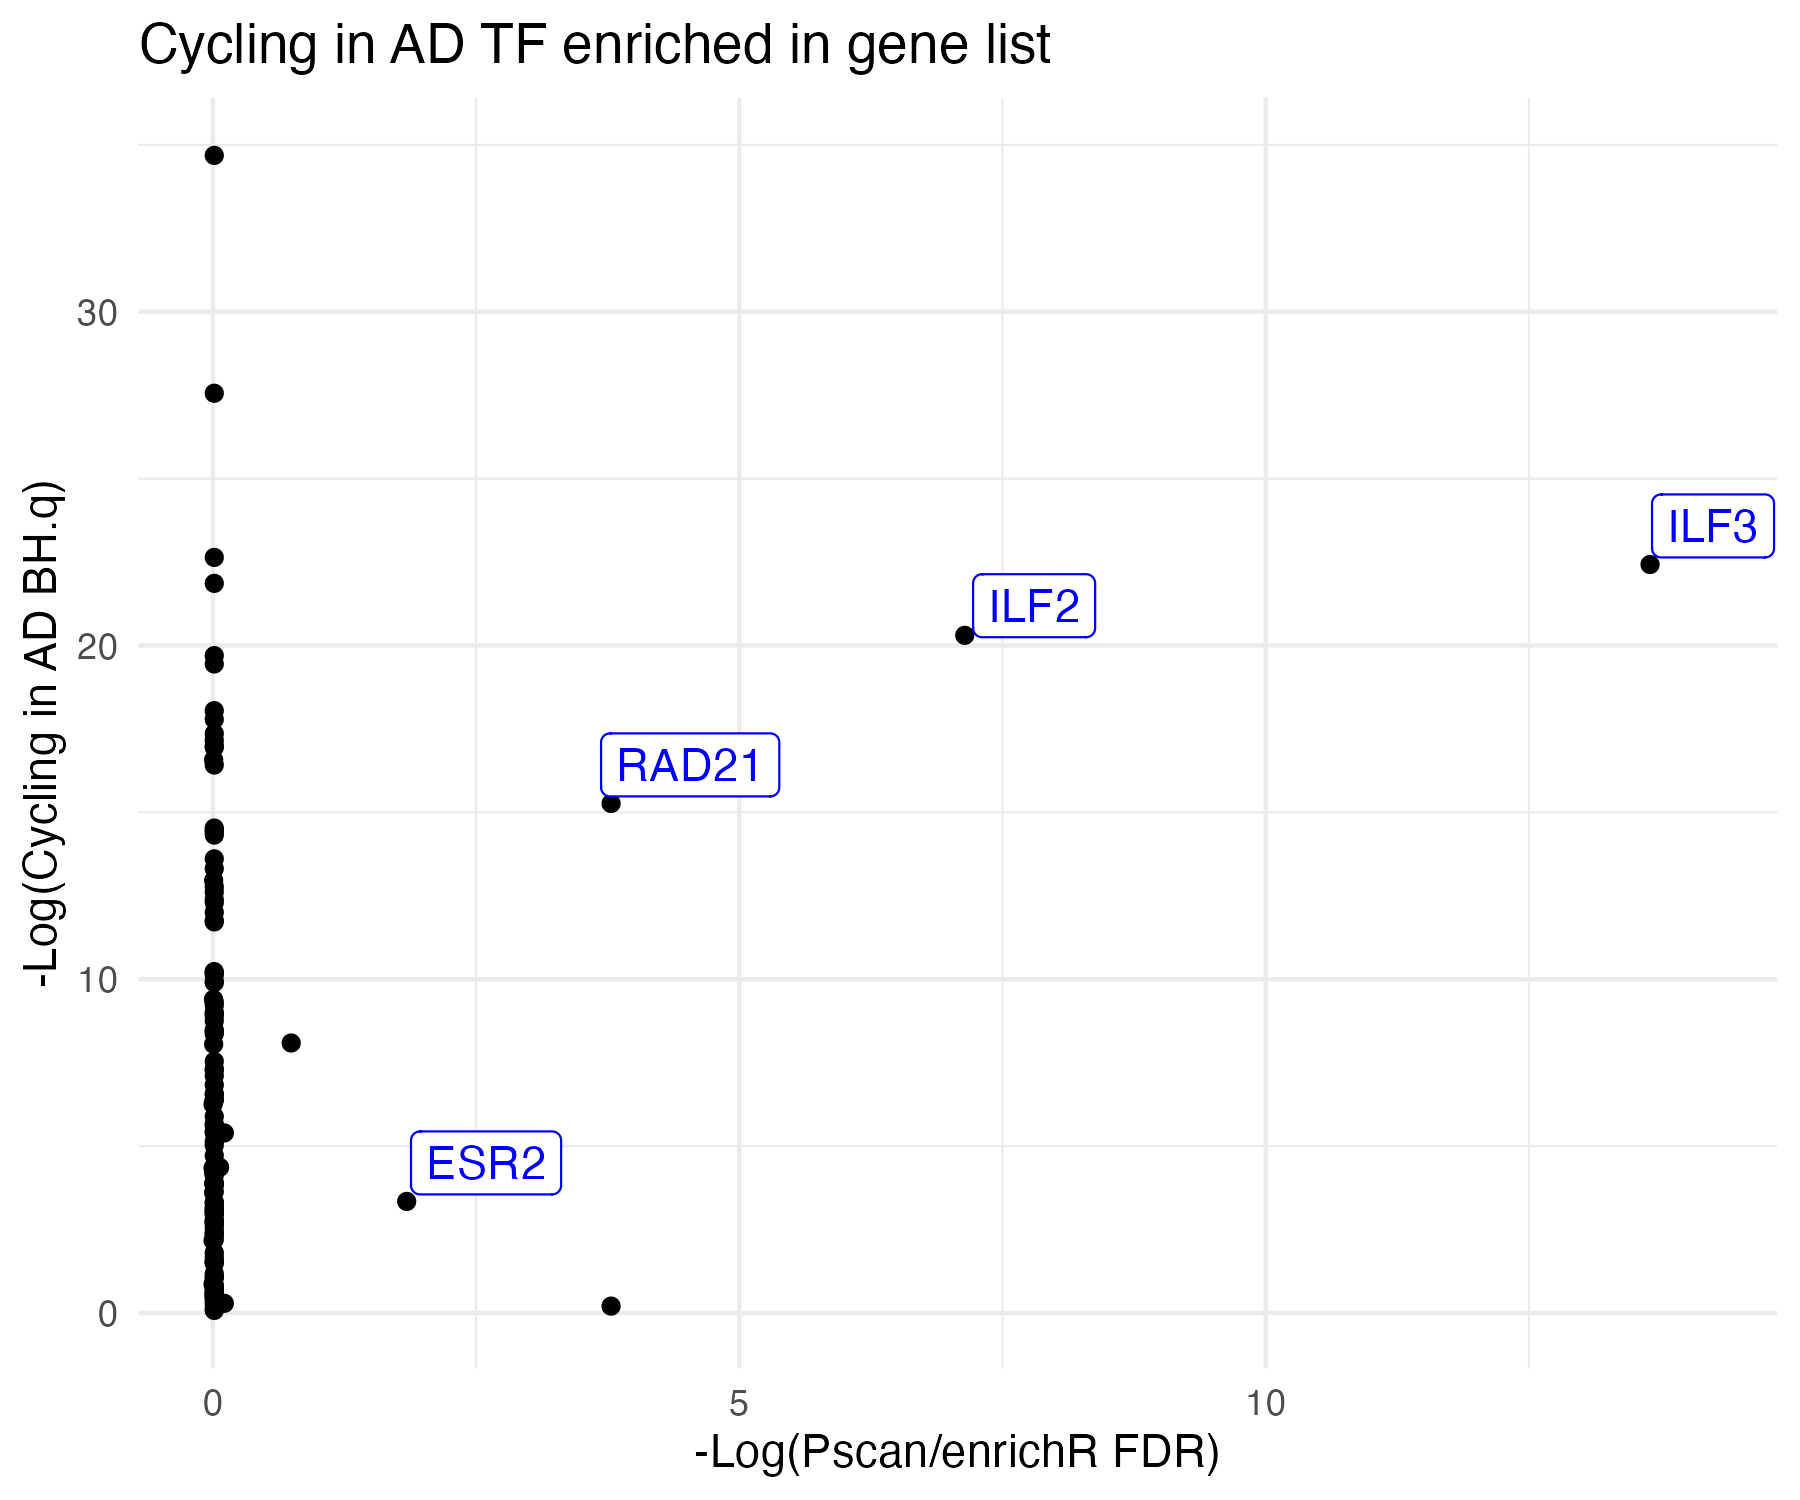 Cycling in AD TF enriched in gene list
-Log(Cycling in AD BH.q)
30
20
10
0
ILF3
ILF2
RAD21
ESR2
0
5
10
-Log(Pscan/enrichR FDR)